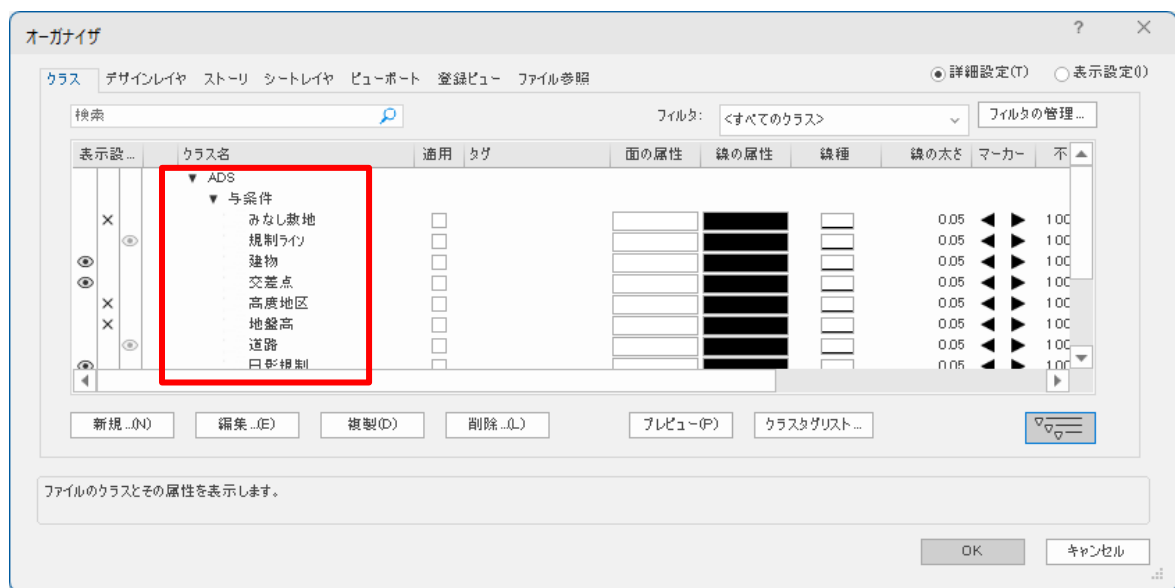 オーガナイザ
?
クラス デザインレイヤ ストーリ シートレイヤ ビューポート 登録ビュー ファイル参照
詳細設定(T) 表示設定(I)
検索 フィルタ: <すべてのクラス> フィルタの管理...
表示設... クラス名 適用 タグ 面の属性 線の属性 線種 線の太さ マーカー 不
ADS
与条件
みなし敷地 0.05 100
規制ライン 0.05 100
建物 0.05 100
交差点 0.05 100
高度地区 0.05 100
地盤高 0.05 100
道路 0.05 100
日影規制 0.05 100
新規...(N) 編集...(E) 複製(D) 削除...(L) プレビュー(P) クラスタグリスト...
ファイルのクラスとその属性を表示します。
OK キャンセル